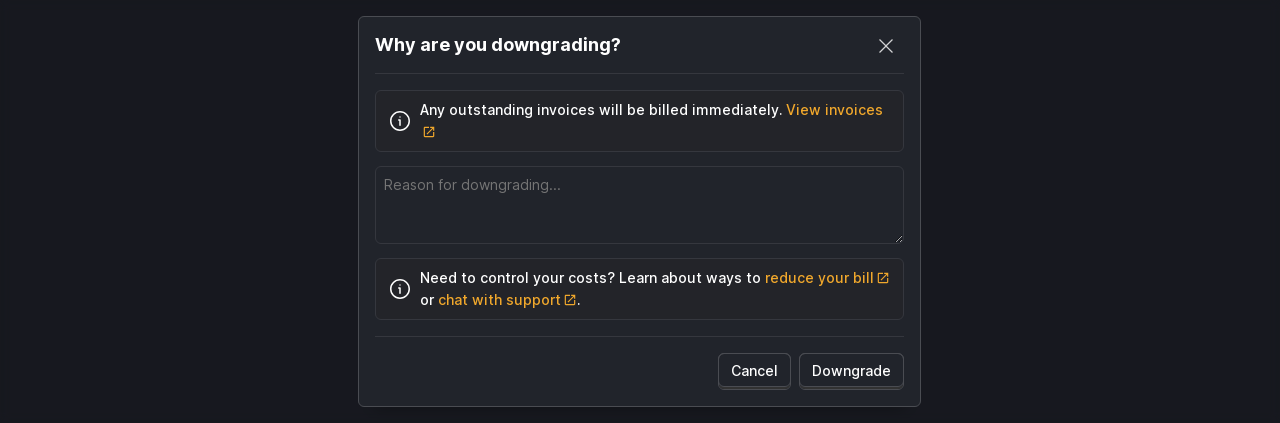 Why are you downgrading?
Any outstanding invoices will be billed immediately. View invoices
Reason for downgrading...
Need to control your costs? Learn about ways to reduce your bill
or chat with support.
Cancel
Downgrade